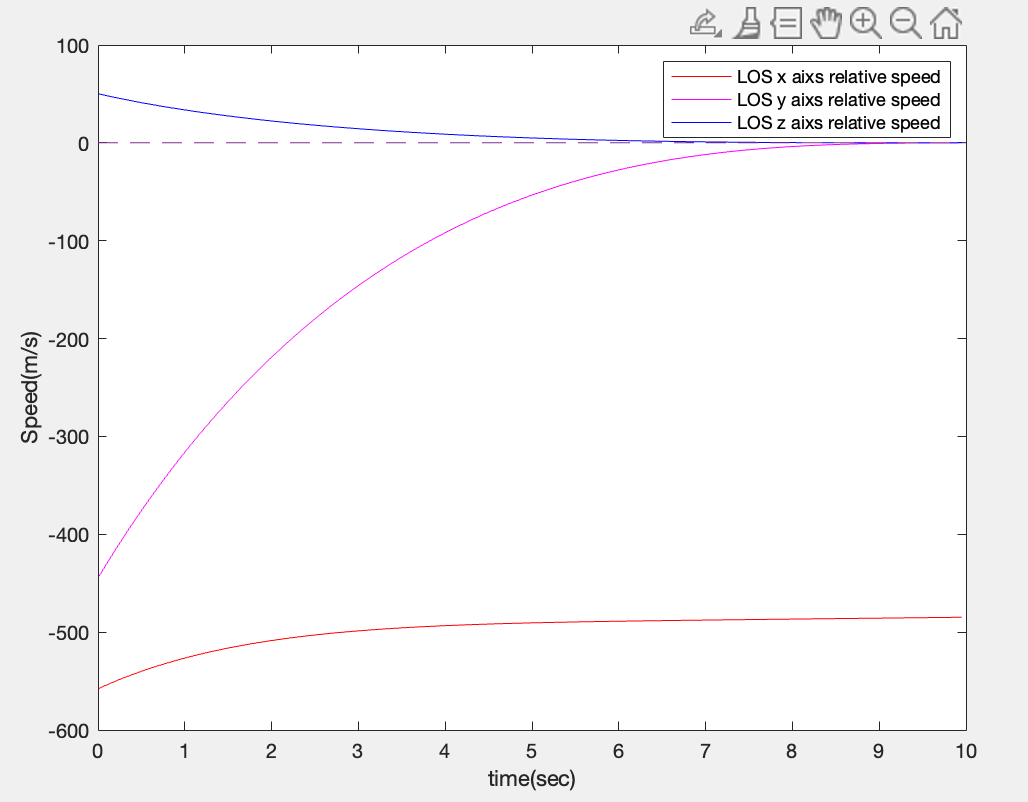 100
0
-100
-200
-300
-400
-500
-600
Speed(m/s)
LOS x aixs relative speed
LOS y aixs relative speed
LOS z aixs relative speed
0 1 2 3 4 5 6 7 8 9 10
time(sec)